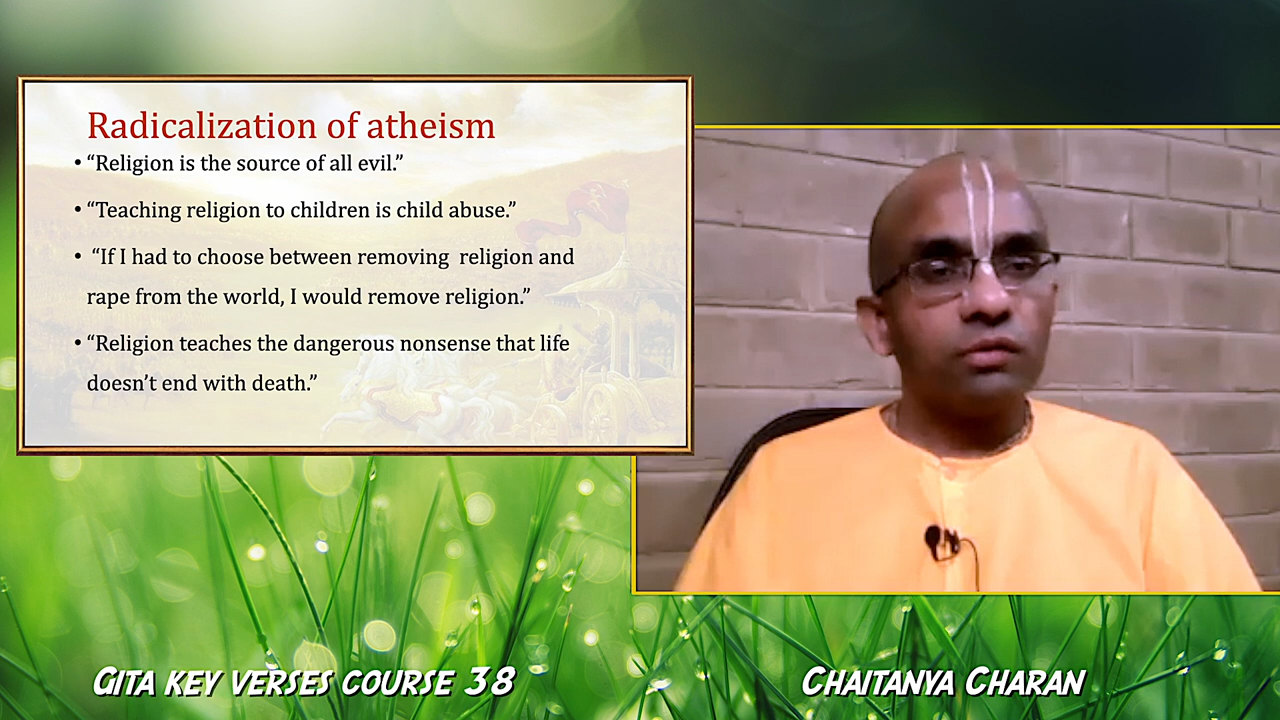 Radicalization of atheism
• “Religion is the source of all evil.”
• “Teaching religion to children is child abuse.”
• “If I had to choose between removing religion and
rape from the world, I would remove religion.”
• “Religion teaches the dangerous nonsense that life
doesn’t end with death.”
GITA KEY VERSES COURSE 38
CHAITANYA CHARAN